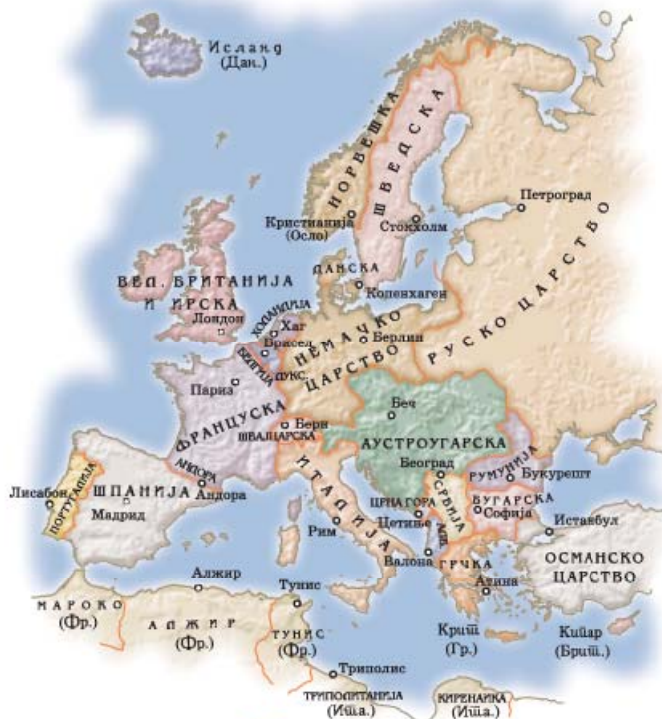 Исланд
(Дан.)
НОРВЕШКА
ШВЕДСКА
Петроград
Кристианија
(Осло)
Стокхолм
РУСКО ЦАРСТВО
ДАНСКА
Копенхаген
ВЕЛ. БРИТАНИЈА
И ИРСКА
Лондон
ХОЛАНДИЈА
Хаг
Брисел
БЕЛГИЈА
ЛУКС.
НЕМАЧКО
ЦАРСТВО
Берлин
Париз
ФРАНЦУСКА
Берн
ШВАЈЦАРСКА
Беч
АУСТРОУГАРСКА
Београд
РУМУНИЈА
Букурешт
СРБИЈА
БУГАРСКА
Софија
ЦРНА ГОРА
Цетиње
АЛБ.
Валона
ИТАЛИЈА
Рим
АНДОРА
Андора
Лисабон
ПОРТУГАЛИЈА
ШПАНИЈА
Мадрид
Истанбул
ОСМАНСКО
ЦАРСТВО
ГРЧКА
Атина
Крит
(Гр.)
Кипар
(Брит.)
МАРОКО
(Фр.)
Алжир
АЛЖИР
(Фр.)
Тунис
ТУНИС
(Фр.)
Триполис
ТРИПОЛИТАНИЈА
(Ита.)
КИРЕНАИКА
(Ита.)